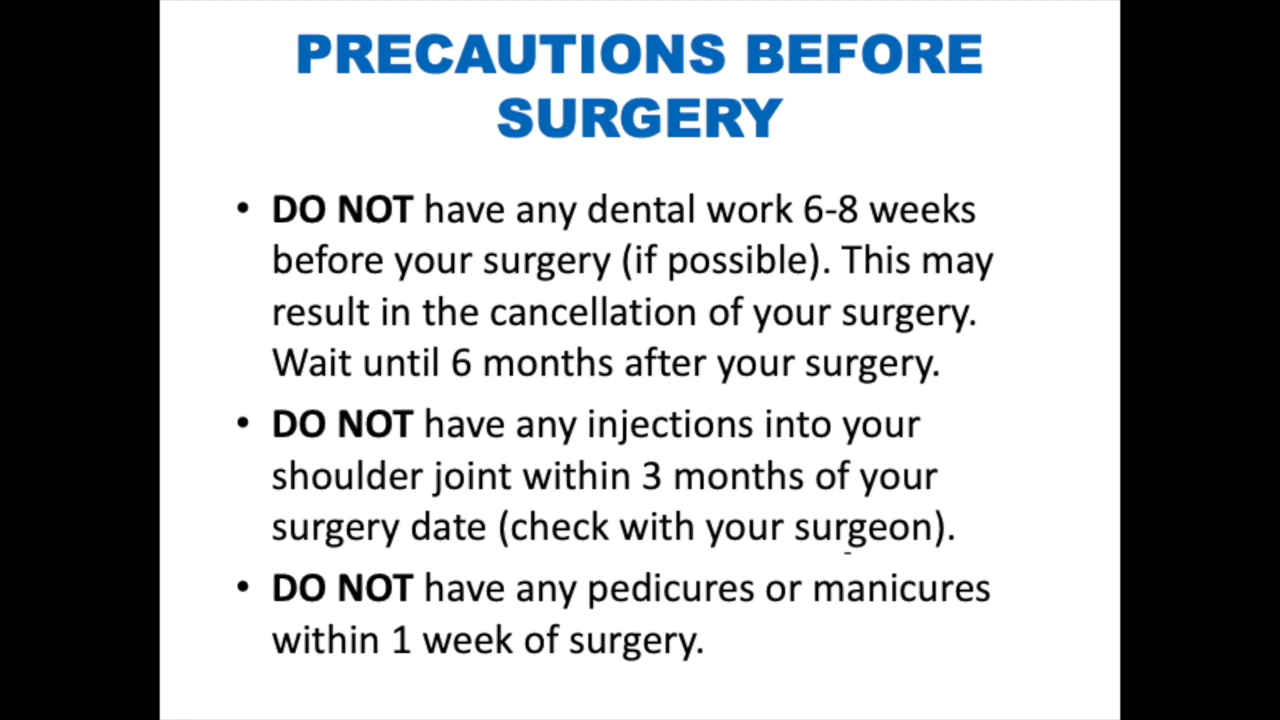 PRECAUTIONS BEFORE
SURGERY
• DO NOT have any dental work 6-8 weeks
before your surgery (if possible). This may
result in the cancellation of your surgery.
Wait until 6 months after your surgery.
• DO NOT have any injections into your
shoulder joint within 3 months of your
surgery date (check with your surgeon).
• DO NOT have any pedicures or manicures
within 1 week of surgery.